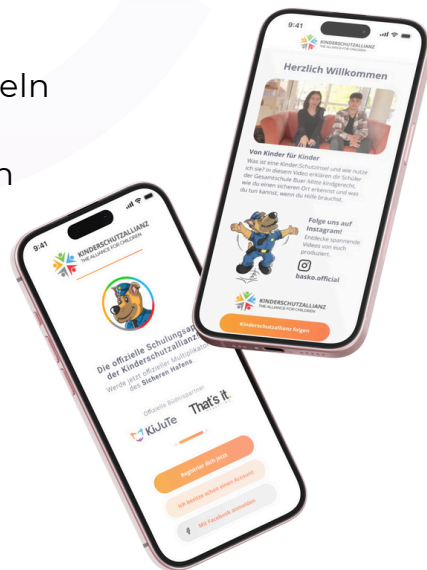 eln
n
9:41
KINDERSCHUTZALLIANZ
THE ALLIANCE FOR CHILDREN
Herzlich Willkommen
Von Kinder für Kinder
Was ist eine Kinder.Schutzinsel und wie nutze
ich sie? In diesem Video erklären dir Schüler
der Gesamtschule Buer-Mitte kindgerecht,
wie du einen sicheren Ort erkennst und was
du tun kannst, wenn du Hilfe brauchst.
Folge uns auf
Instagram!
Entdecke spannende
Videos von euch
produziert.
basko.official
KINDERSCHUTZALLIANZ
THE ALLIANCE FOR CHILDREN
Kinderschutzallianz folgen
9:41
KINDERSCHUTZALLIANZ
THE ALLIANCE FOR CHILDREN
Die offizielle Schulungsap
der Kinderschutzallianz.
Werde jetzt offizieller Multiplikato
des Sicheren Hafens.
Offizielle Büdnispartner
KiJuTe That's it.
Registrier dich jetzt
Ich besitze schon einen Account
Mit Facebook anmelden